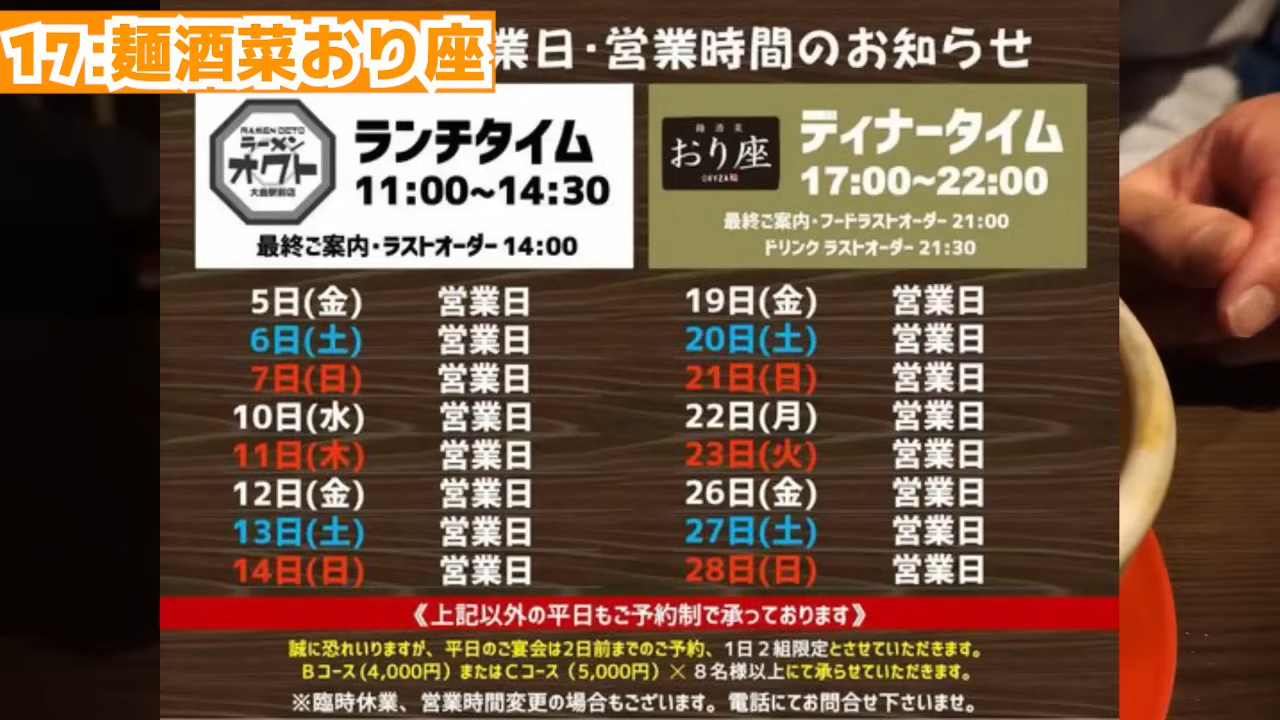 17:麺酒菜おり座
業日・営業時間のお知らせ
RAMEN OCTO
ラーメン
オクト
大曲駅前店
ランチタイム
11:00~14:30
最終ご案内・ラストオーダー 14:00
麺酒菜
おり座
ORYZA
ディナータイム
17:00~22:00
最終ご案内・フードラストオーダー 21:00
ドリンク ラストオーダー 21:30
5日(金) 営業日
6日(土) 営業日
7日(日) 営業日
10日(水) 営業日
11日(木) 営業日
12日(金) 営業日
13日(土) 営業日
14日(日) 営業日
19日(金) 営業日
20日(土) 営業日
21日(日) 営業日
22日(月) 営業日
23日(火) 営業日
26日(金) 営業日
27日(土) 営業日
28日(日) 営業日
《上記以外の平日もご予約制で承っております》
誠に恐れいりますが、平日のご宴会は2日前までのご予約、1日2組限定とさせていただきます。
Bコース(4,000円)またはCコース(5,000円)×8名様以上にて承らせていただきます。
※臨時休業、営業時間変更の場合もございます。電話にてお問合せ下さいませ。